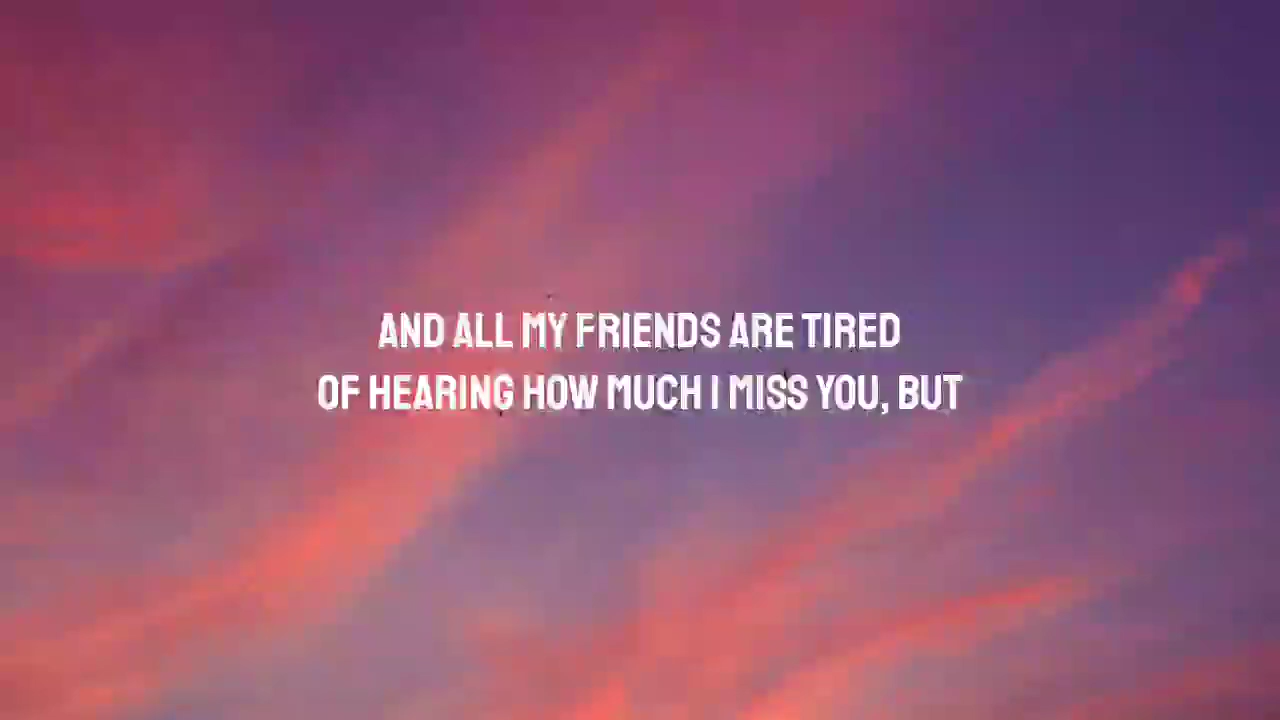 AND ALL MY FRIENDS ARE TIRED
OF HEARING HOW MUCH I MISS YOU, BUT